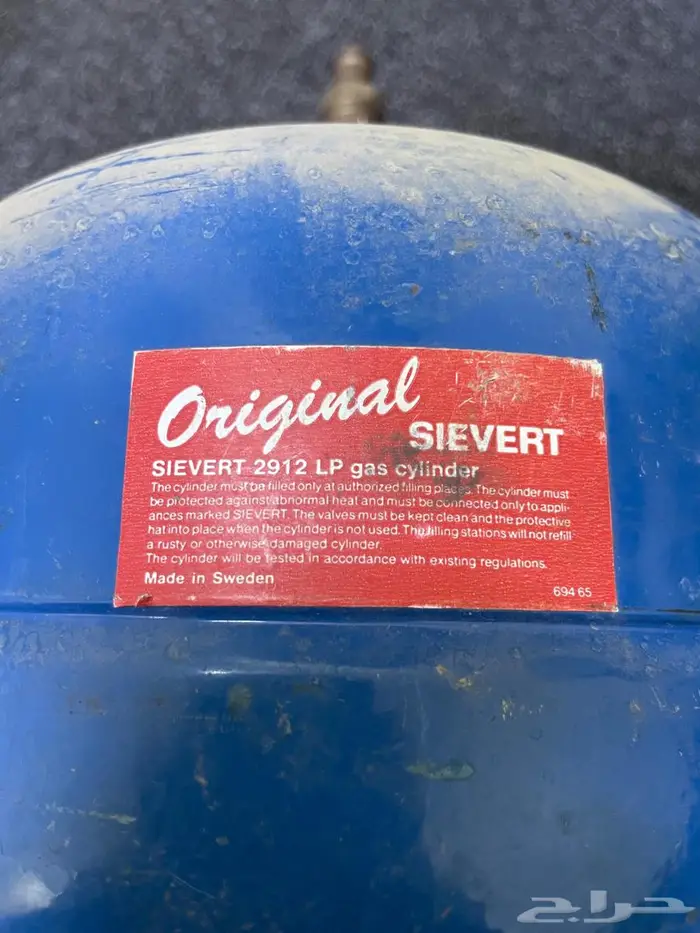 Original
SIEVERT
SIEVERT 2912 LP gas cylinder
The cylinder must be filled only at authorized filling places. The cylinder must
be protected against abnormal heat and must be connected only to appli-
ances marked SIEVERT. The valves must be kept clean and the protective
hat into place when the cylinder is not used. The filling stations will not refill
a rusty or otherwise damaged cylinder.
The cylinder will be tested in accordance with existing regulations.
Made in Sweden
694 65
حراج